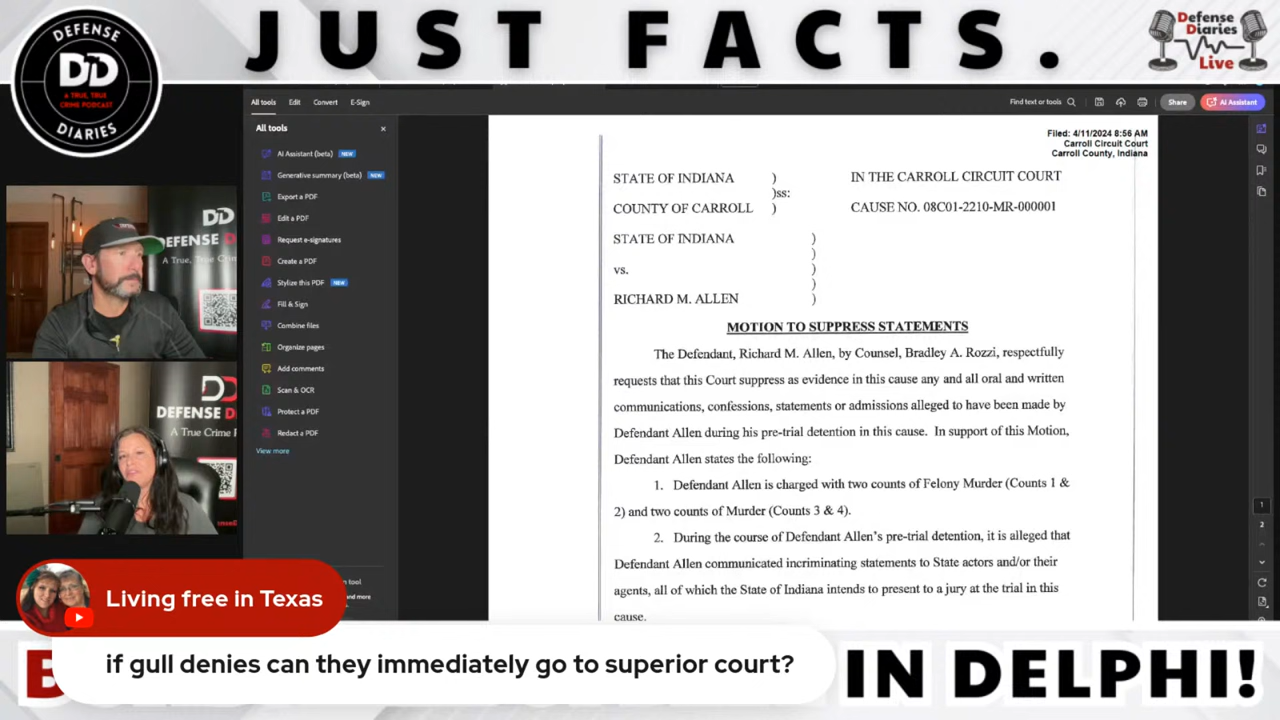 JUST FACTS.
DEFENSE
DD
A TRUE, TRUE
CRIME PODCAST
DIARIES
Defense
Diaries
Live
All tools Edit Convert E-Sign
Find text or tools
Share
AI Assistant
All tools
AI Assistant (beta) NEW
Generative summary (beta) NEW
Export a PDF
Edit a PDF
Request e-signatures
Create a PDF
Stylize this PDF NEW
Fill & Sign
Combine files
Organize pages
Add comments
Scan & OCR
Protect a PDF
Redact a PDF
View more
Filed: 4/11/2024 8:56 AM
Carroll Circuit Court
Carroll County, Indiana
STATE OF INDIANA ) IN THE CARROLL CIRCUIT COURT
)ss:
COUNTY OF CARROLL ) CAUSE NO. 08C01-2210-MR-000001
STATE OF INDIANA )
)
vs. )
)
RICHARD M. ALLEN )
MOTION TO SUPPRESS STATEMENTS
The Defendant, Richard M. Allen, by Counsel, Bradley A. Rozzi, respectfully
requests that this Court suppress as evidence in this cause any and all oral and written
communications, confessions, statements or admissions alleged to have been made by
Defendant Allen during his pre-trial detention in this cause. In support of this Motion,
Defendant Allen states the following:
1. Defendant Allen is charged with two counts of Felony Murder (Counts 1 &
2) and two counts of Murder (Counts 3 & 4).
2. During the course of Defendant Allen's pre-trial detention, it is alleged that
Defendant Allen communicated incriminating statements to State actors and/or their
agents, all of which the State of Indiana intends to present to a jury at the trial in this
cause.
1
2
DD
DEFENSE D
A True, True
DEFENSE D
A True Crime P
Living free in Texas
if gull denies can they immediately go to superior court?
IN DELPHI!